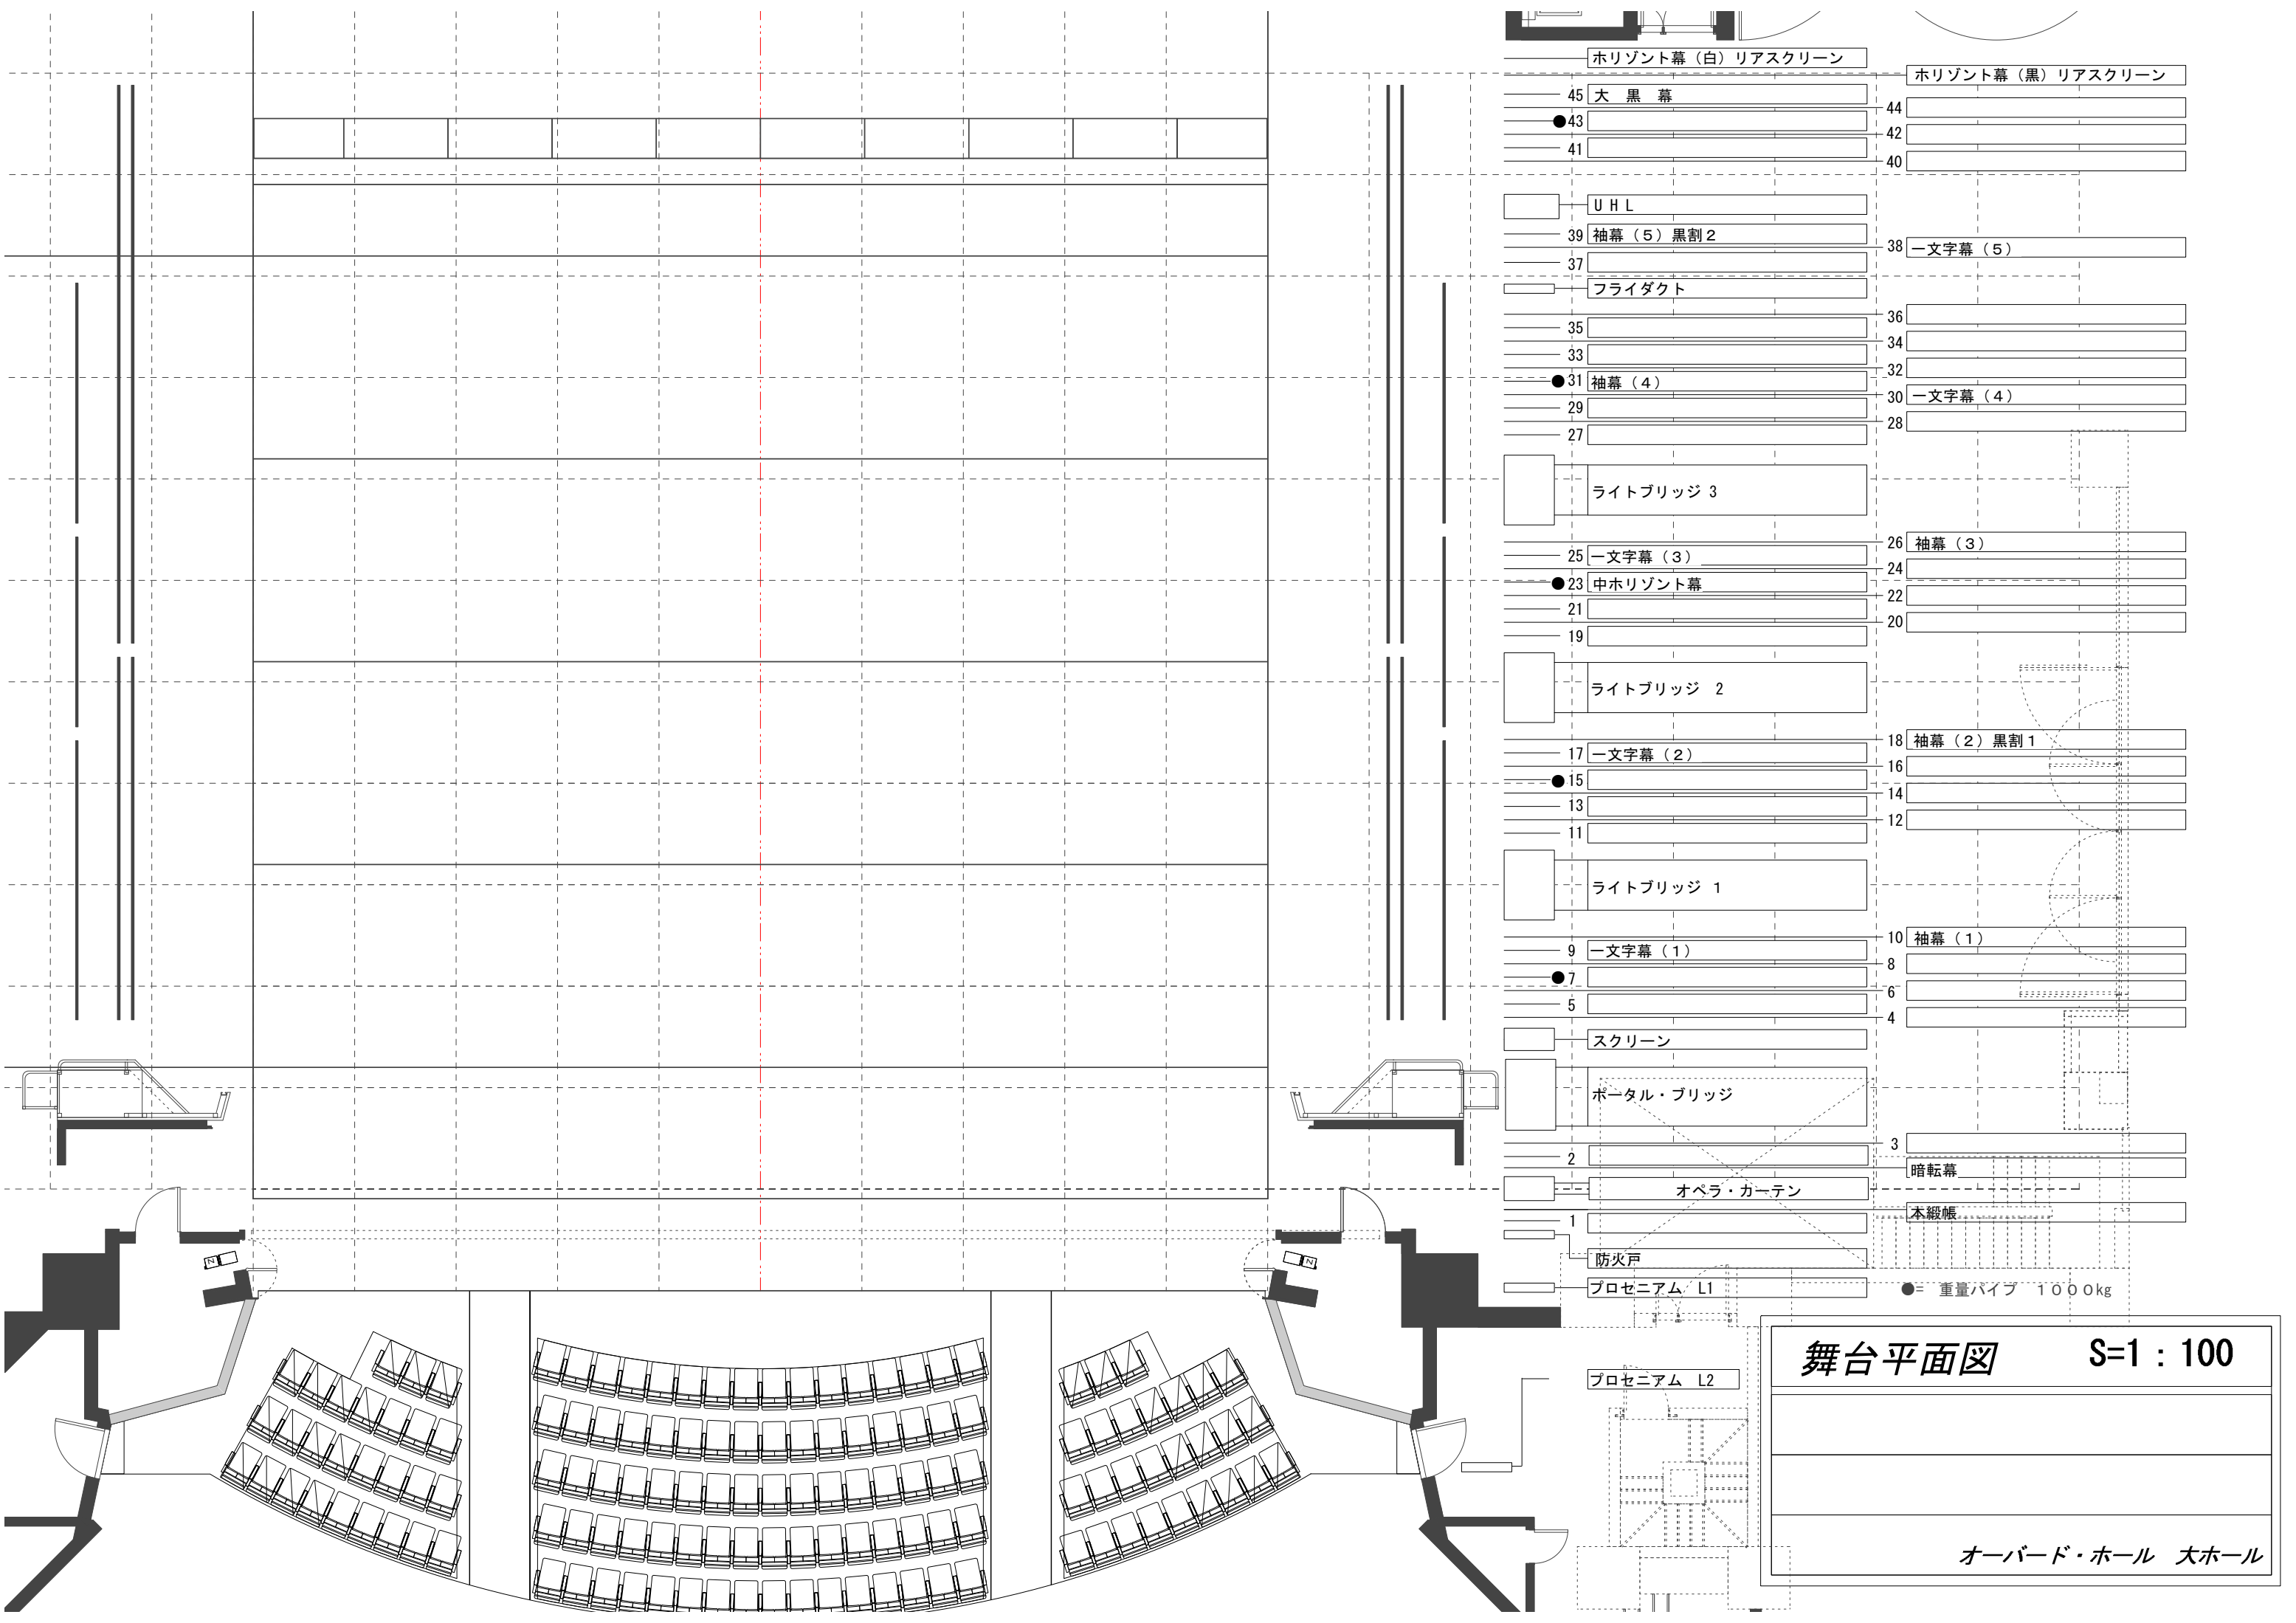 ホリゾント幕（白）リアスクリーン
ホリゾント幕（黒）リアスクリーン
45 大　黒　幕
44
●43
42
41
40
ＵＨＬ
39 袖幕（５）黒割２
38 一文字幕（５）
37
フライダクト
36
35
34
33
32
●31 袖幕（４）
30 一文字幕（４）
29
28
27
ライトブリッジ 3
26 袖幕（３）
25 一文字幕（３）
24
●23 中ホリゾント幕
22
21
20
19
ライトブリッジ　2
18 袖幕（２）黒割１
17 一文字幕（２）
16
●15
14
13
12
11
ライトブリッジ　1
10 袖幕（１）
9 一文字幕（１）
8
●7
6
5
4
スクリーン
ポータル・ブリッジ
3
2
暗転幕
オペラ・カーテン
本緞帳
1
防火戸
プロセニアム　L1
●=　重量パイプ　１０００kg
プロセニアム　L2
舞台平面図　S=1：100
オーバード・ホール　大ホール
N
N